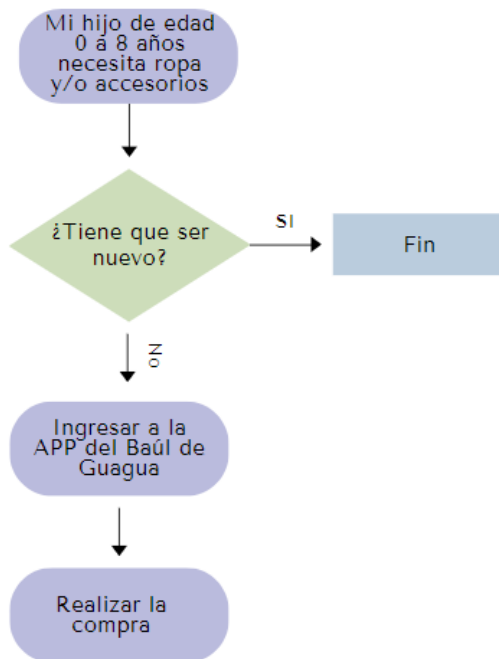 Mi hijo de edad
0 a 8 años
necesita ropa
y/o accesorios
¿Tiene que ser
nuevo?
SI
Fin
No
Ingresar a la
APP del Baúl de
Guagua
Realizar la
compra